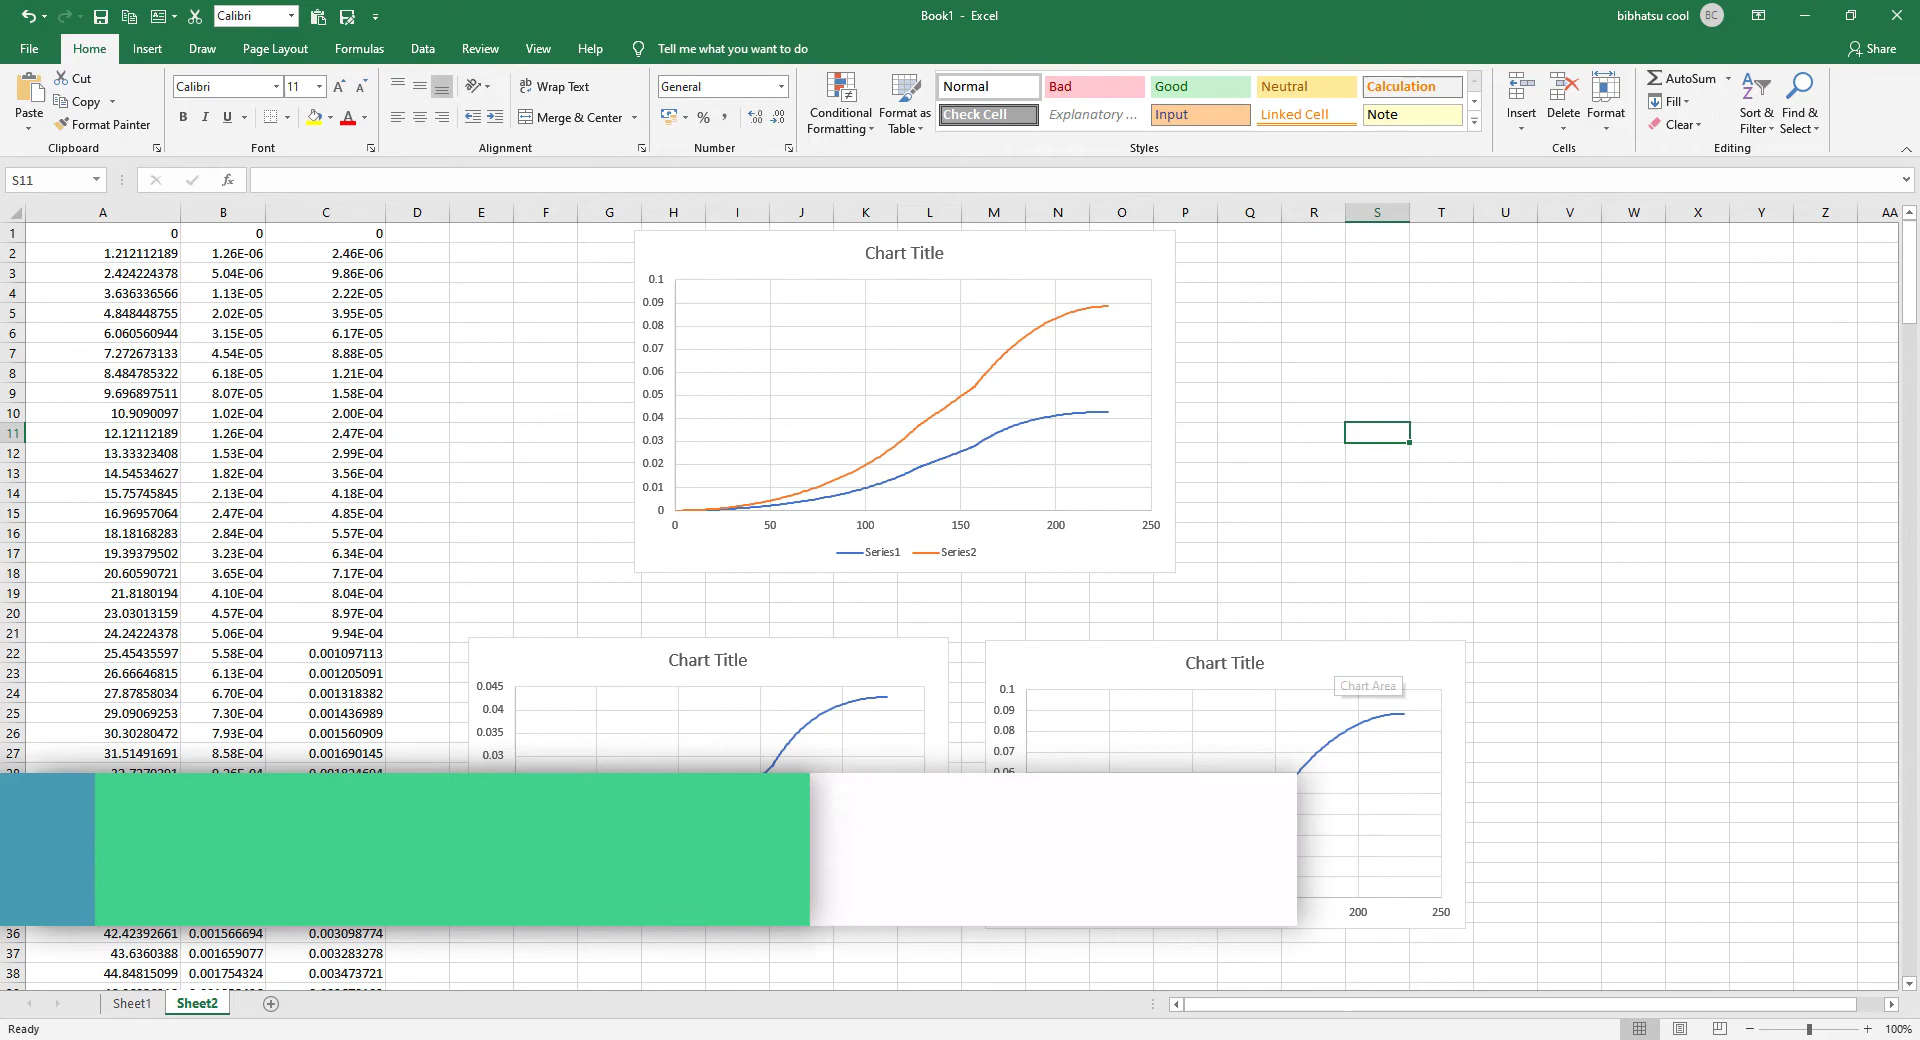 Calibri
Book1 - Excel
bibhatsu cool
BC
File Home Insert Draw Page Layout Formulas Data Review View Help Tell me what you want to do
Share
Paste
Cut
Copy
Format Painter
Clipboard
Calibri 11
B I U
Font
Wrap Text
Merge & Center
Alignment
General
Number
Conditional Formatting
Format as Table
Normal Bad Good Neutral Calculation
Check Cell Explanatory ... Input Linked Cell Note
Styles
Insert Delete Format
Cells
AutoSum
Fill
Clear
Sort & Filter
Find & Select
Editing
S11
fx
A B C D E F G H I J K L M N O P Q R S T U V W X Y Z AA
1 0 0 0
2 1.212112189 1.26E-06 2.46E-06
3 2.424224378 5.04E-06 9.86E-06
4 3.636336566 1.13E-05 2.22E-05
5 4.848448755 2.02E-05 3.95E-05
6 6.060560944 3.15E-05 6.17E-05
7 7.272673133 4.54E-05 8.88E-05
8 8.484785322 6.18E-05 1.21E-04
9 9.696897511 8.07E-05 1.58E-04
10 10.9090097 1.02E-04 2.00E-04
11 12.12112189 1.26E-04 2.47E-04
12 13.33323408 1.53E-04 2.99E-04
13 14.54534627 1.82E-04 3.56E-04
14 15.75745845 2.13E-04 4.18E-04
15 16.96957064 2.47E-04 4.85E-04
16 18.18168283 2.84E-04 5.57E-04
17 19.39379502 3.23E-04 6.34E-04
18 20.60590721 3.65E-04 7.17E-04
19 21.8180194 4.10E-04 8.04E-04
20 23.03013159 4.57E-04 8.97E-04
21 24.24224378 5.06E-04 9.94E-04
22 25.45435597 5.58E-04 0.001097113
23 26.66646815 6.13E-04 0.001205091
24 27.87858034 6.70E-04 0.001318382
25 29.09069253 7.30E-04 0.001436989
26 30.30280472 7.93E-04 0.001560909
27 31.51491691 8.58E-04 0.001690145
36 42.42392661 0.001566694 0.003098774
37 43.6360388 0.001659077 0.003283278
38 44.84815099 0.001754324 0.003473721
Chart Title
0.1
0.09
0.08
0.07
0.06
0.05
0.04
0.03
0.02
0.01
0
0 50 100 150 200 250
Series1 Series2
Chart Title
0.045
0.04
0.035
0.03
Chart Title
Chart Area
0.1
0.09
0.08
0.07
200 250
Sheet1 Sheet2
Ready
100%